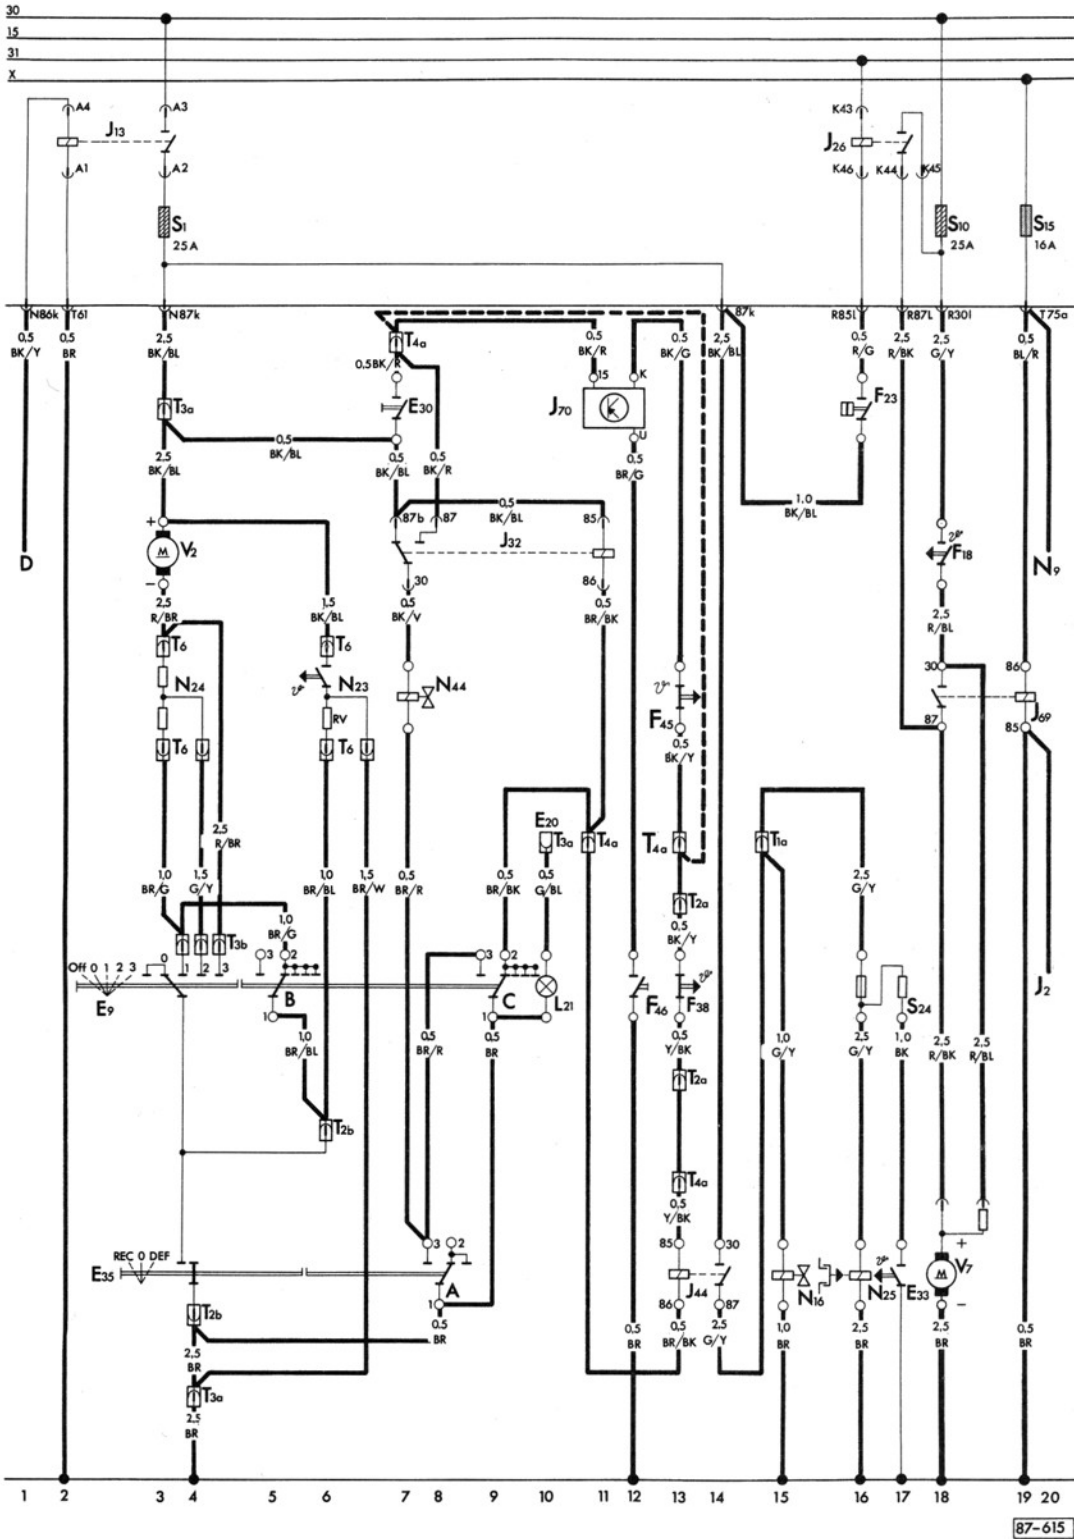 30
15
31
X
A4 A3 K43
J13 J26
A1 A2 K46 K44 K45
S1 S10 S15
25A 25A 16A
N86k T61 N87k 87k R85L R87L R30l T75a
0,5 BK/Y
0,5 BR
2,5 BK/BL
T4a
0,5 BK/R
0,5 BK/G
2,5 BK/BL
0,5 R/G
2,5 R/BK
2,5 G/Y
0,5 BL/R
0,5BK/R
15 K
T3a E30 J70 F23
0,5 BK/BL
U
2,5 BK/BL
0,5 BK/BL
0,5 BK/R
0,5 BR/G
1,0 BK/BL
87b 87
0,5 BK/BL
85
+ V2 M −
J32
D
F18
N9
30 86
2,5 R/BR
1,5 BK/BL
0,5 BK/V
0,5 BR/BK
2,5 R/BL
T6 T6
30 86
N24 N23 N44 F45
J69
RV
87 85
T6 T6
0,5 BK/Y
E20
T3a T4a T4a T1a
2,5 R/BR
1,0 BR/G
1,5 G/Y
1,0 BR/BL
1,5 BR/W
0,5 BR/R
0,5 BR/BK
0,5 G/BL
2,5 G/Y
T2a
1,0 BR/G
0,5 BK/Y
T3b
3 2 3 2
Off 0 1 2 3
0 1 2 3
E9 B C L21 F46 F38 S24 J2
1 1
1,0 BR/BL
0,5 BR/R
0,5 BR
0,5 Y/BK
1,0 G/Y
2,5 G/Y
1,0 BK
2,5 R/BK
2,5 R/BL
T2a
T2b
T4a
0,5 Y/BK
3 2 85 30
REC 0 DEF
E35 A J44 N16 N25 E33 + V7 M −
1 86 87
T2b
0,5 BR
2,5 BR
0,5 BR
0,5 BR/BK
2,5 G/Y
1,0 BR
2,5 BR
2,5 BR
0,5 BR
T3a
2,5 BR
1 2 3 4 5 6 7 8 9 10 11 12 13 14 15 16 17 18 19 20
87-615